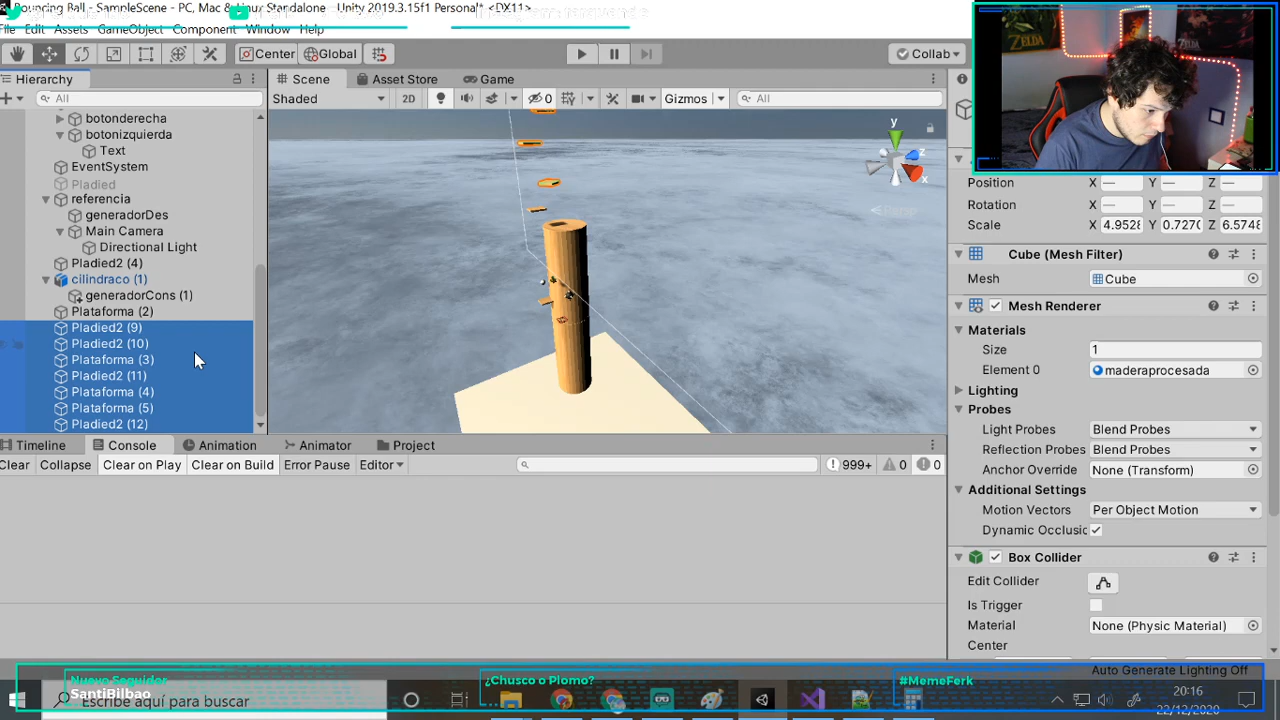 Bouncing Ball - SampleScene - PC, Mac & Linux Standalone - Unity 2019.3.15f1 Personal* <DX11>
File Edit Assets GameObject Component Window Help
Center Global Collab
Hierarchy Scene Asset Store Game
All Shaded 2D 0 Gizmos All
botonderecha
botonizquierda
Text
EventSystem
Pladied
referencia
generadorDes
Main Camera
Directional Light
Pladied2 (4)
cilindraco (1)
generadorCons (1)
Plataforma (2)
Pladied2 (9)
Pladied2 (10)
Plataforma (3)
Pladied2 (11)
Plataforma (4)
Plataforma (5)
Pladied2 (12)
y
z
x
Persp
ZELDA
Position X — Y — Z —
Rotation X — Y — Z —
Scale X 4.9528 Y 0.7270 Z 6.5748
Cube (Mesh Filter)
Mesh Cube
Mesh Renderer
Materials
Size 1
Element 0 maderaprocesada
Lighting
Probes
Light Probes Blend Probes
Reflection Probes Blend Probes
Anchor Override None (Transform)
Additional Settings
Motion Vectors Per Object Motion
Dynamic Occlusic
Box Collider
Edit Collider
Is Trigger
Material None (Physic Material)
Center
Auto Generate Lighting Off
Timeline Console Animation Animator Project
Clear Collapse Clear on Play Clear on Build Error Pause Editor 999+ 0 0
Nuevo Seguidor
SantiBilbao
¿Chusco o Plomo?
#MemeFerk
Escribe aquí para buscar
20:16
22/12/2020